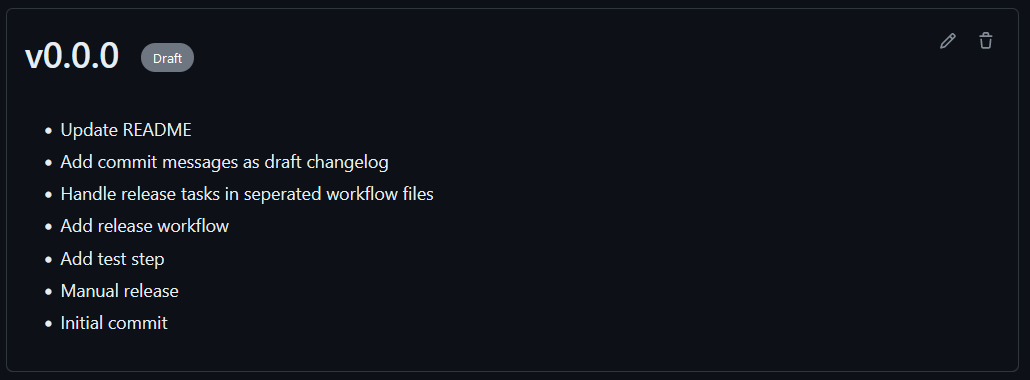 v0.0.0 Draft
• Update README
• Add commit messages as draft changelog
• Handle release tasks in seperated workflow files
• Add release workflow
• Add test step
• Manual release
• Initial commit